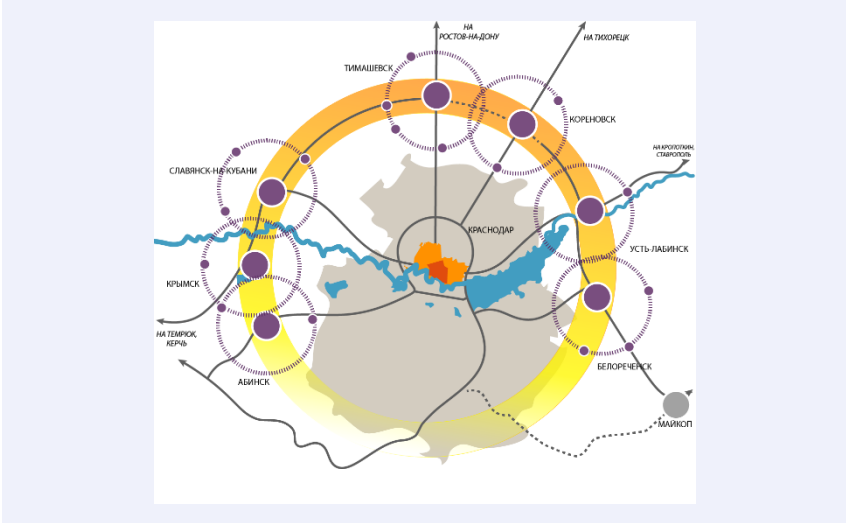 НА
РОСТОВ-НА-ДОНУ
НА ТИХОРЕЦК
ТИМАШЕВСК
КОРЕНОВСК
НА КРОПОТКИН,
СТАВРОПОЛЬ
СЛАВЯНСК-НА-КУБАНИ
КРАСНОДАР
УСТЬ-ЛАБИНСК
КРЫМСК
НА ТЕМРЮК,
КЕРЧЬ
БЕЛОРЕЧЕНСК
АБИНСК
МАЙКОП